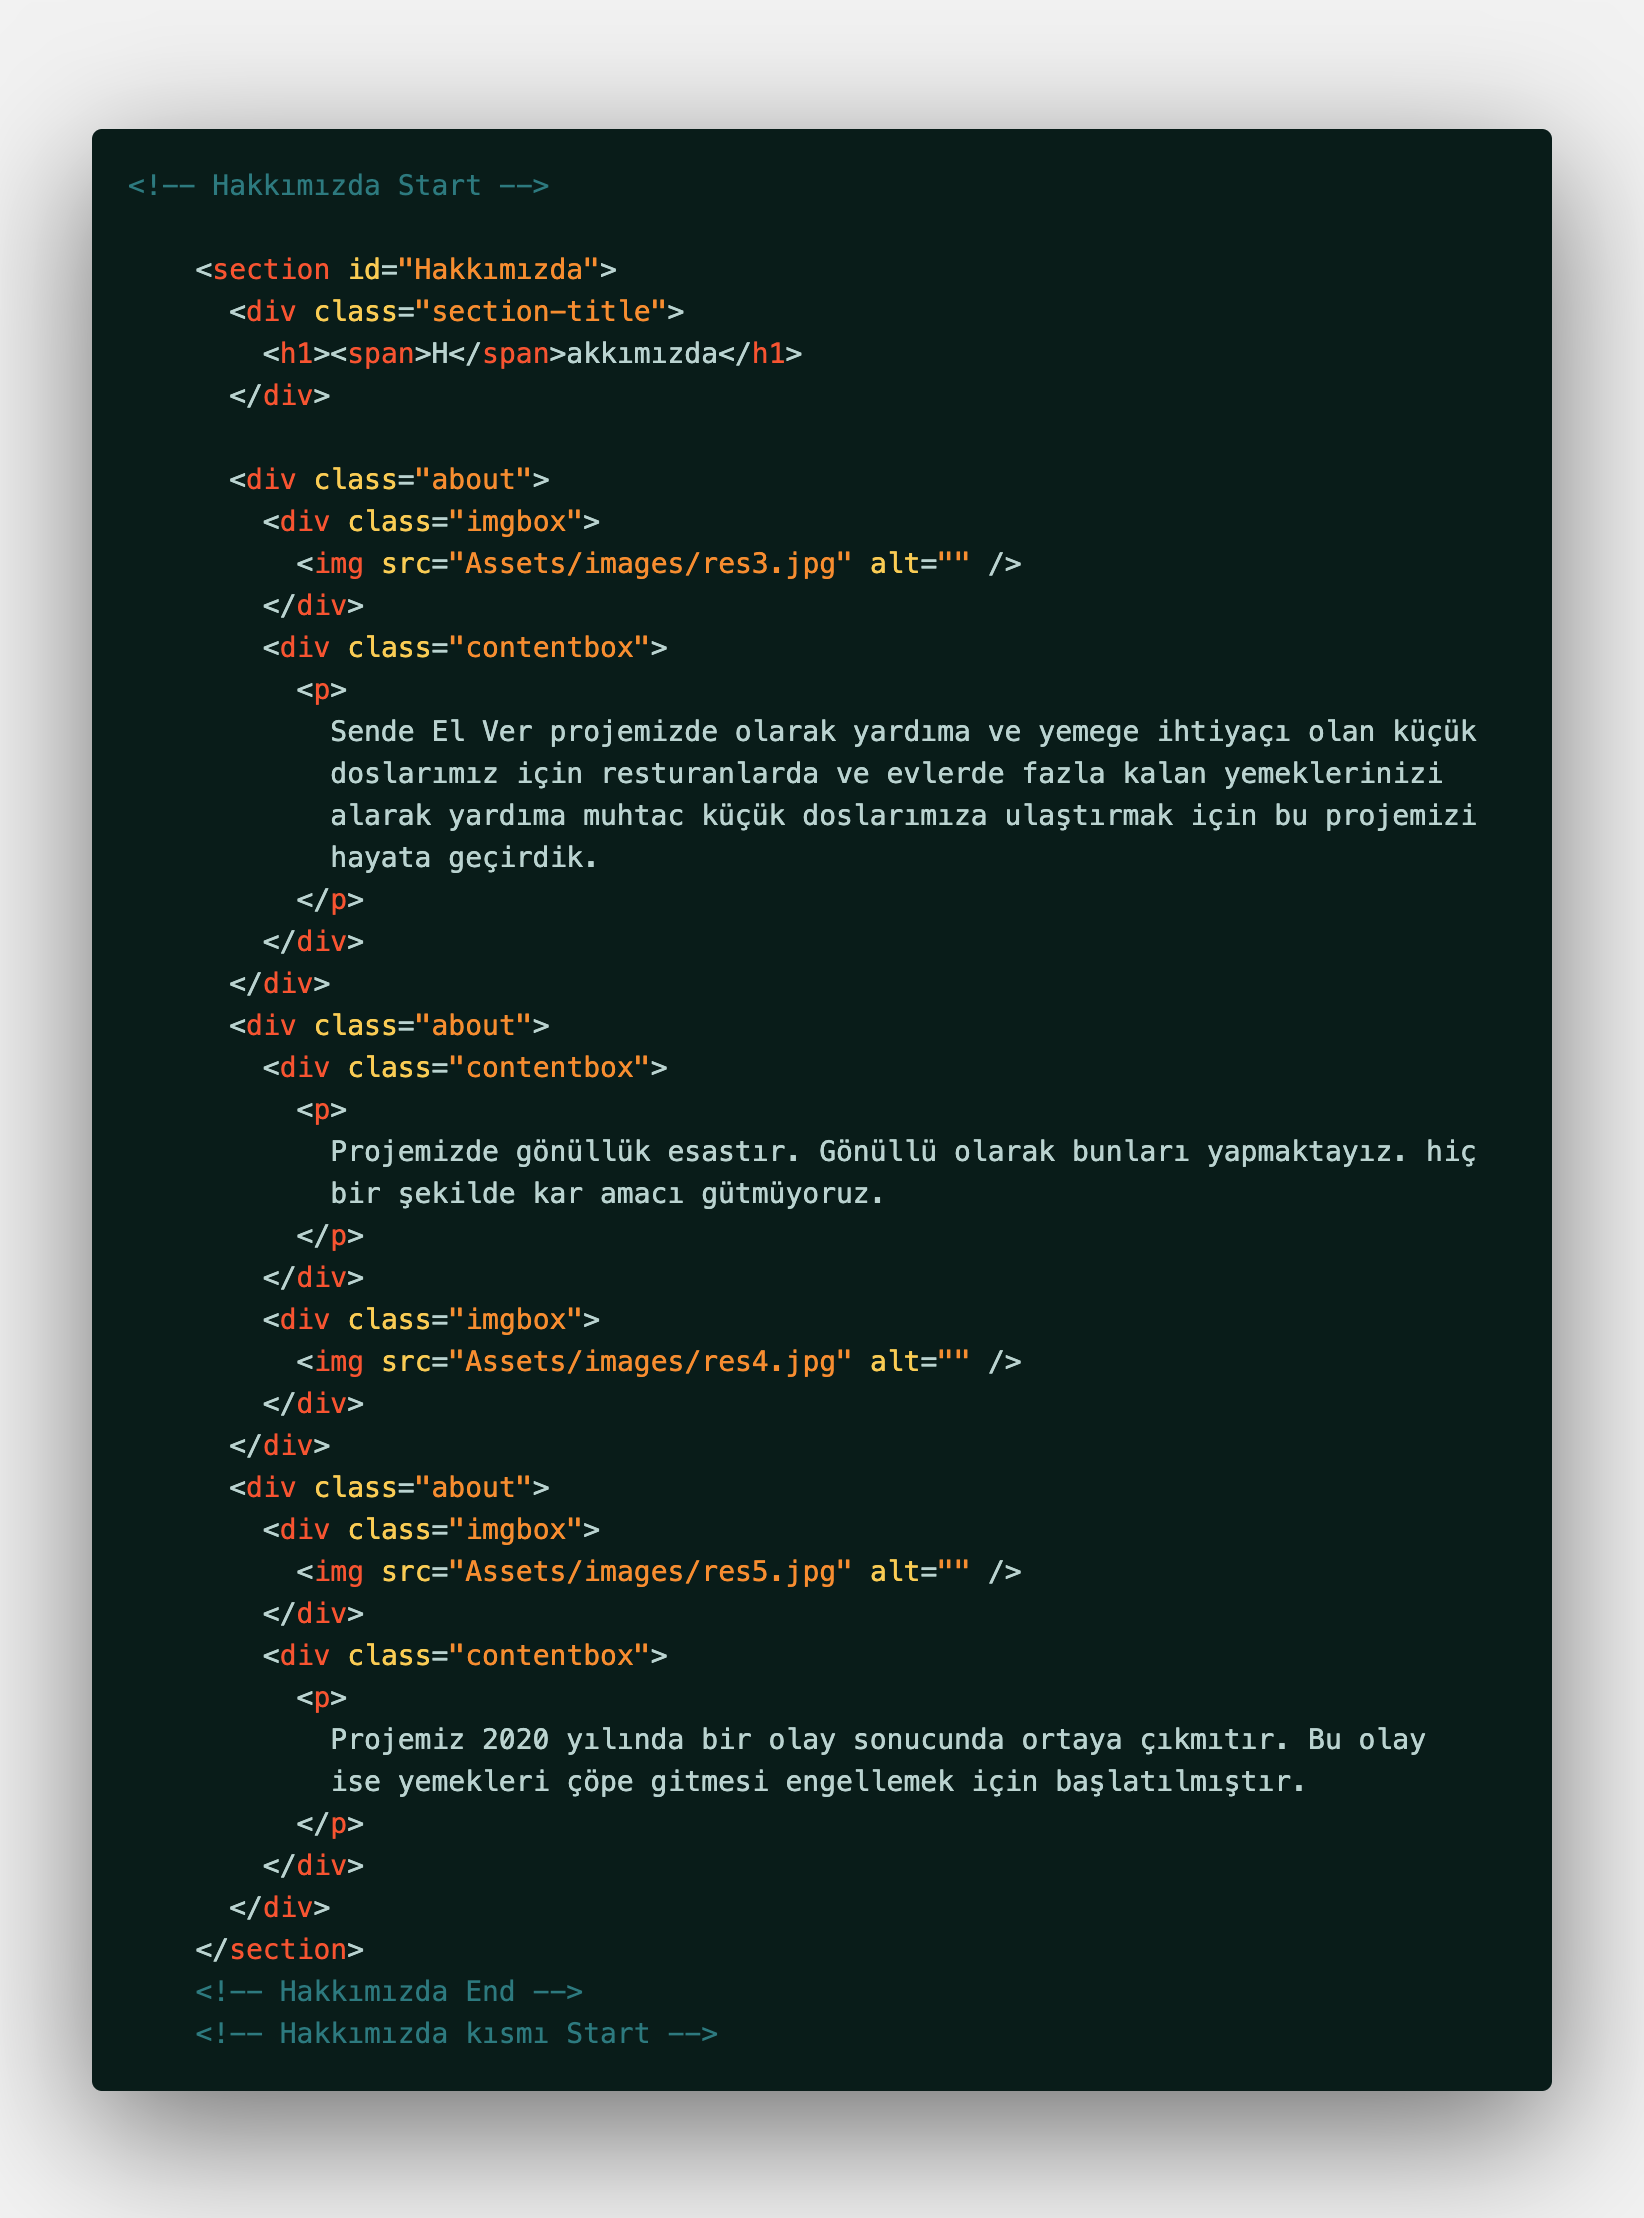 <!-- Hakkımızda Start -->
<section id="Hakkımızda">
<div class="section-title">
<h1><span>H</span>akkımızda</h1>
</div>
<div class="about">
<div class="imgbox">
<img src="Assets/images/res3.jpg" alt="" />
</div>
<div class="contentbox">
<p>
Sende El Ver projemizde olarak yardıma ve yemege ihtiyaçı olan küçük
doslarımız için resturanlarda ve evlerde fazla kalan yemeklerinizi
alarak yardıma muhtac küçük doslarımıza ulaştırmak için bu projemizi
hayata geçirdik.
</p>
</div>
</div>
<div class="about">
<div class="contentbox">
<p>
Projemizde gönüllük esastır. Gönüllü olarak bunları yapmaktayız. hiç
bir şekilde kar amacı gütmüyoruz.
</p>
</div>
<div class="imgbox">
<img src="Assets/images/res4.jpg" alt="" />
</div>
</div>
<div class="about">
<div class="imgbox">
<img src="Assets/images/res5.jpg" alt="" />
</div>
<div class="contentbox">
<p>
Projemiz 2020 yılında bir olay sonucunda ortaya çıkmıtır. Bu olay
ise yemekleri çöpe gitmesi engellemek için başlatılmıştır.
</p>
</div>
</div>
</section>
<!-- Hakkımızda End -->
<!-- Hakkımızda kısmı Start -->